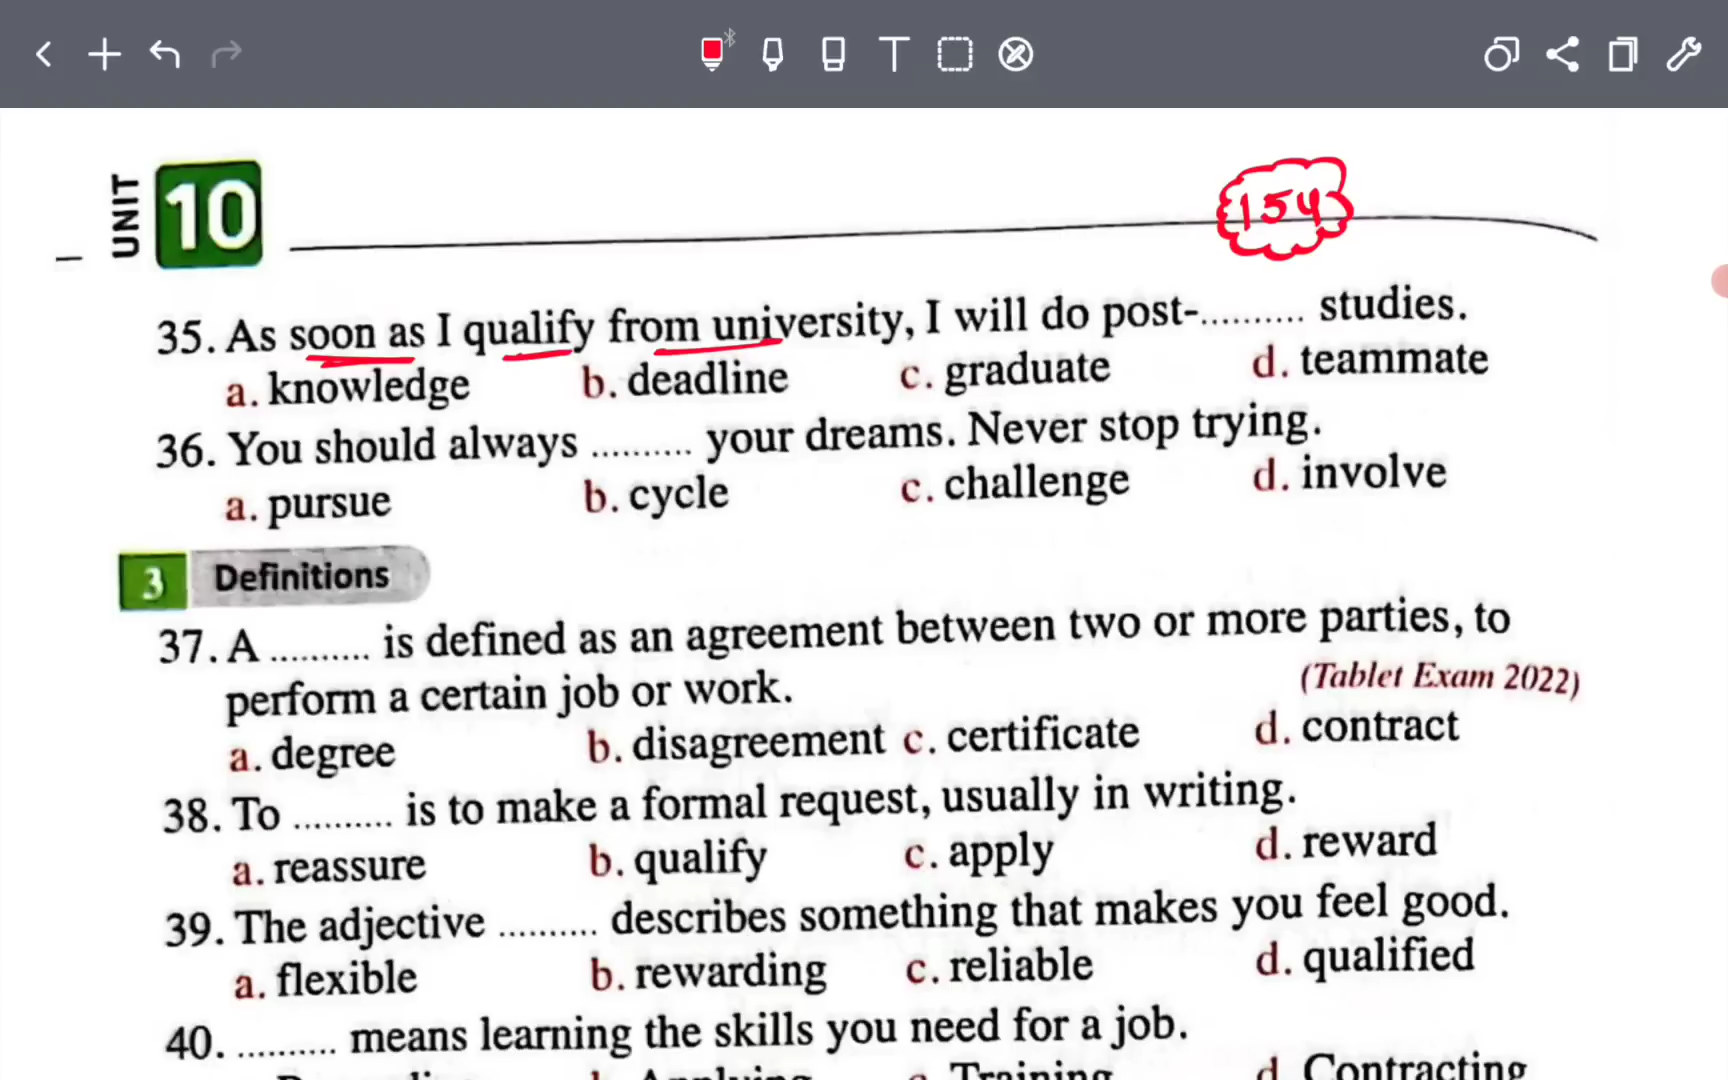 UNIT 10
154
35. As soon as I qualify from university, I will do post-.......... studies.
a. knowledge b. deadline c. graduate d. teammate
36. You should always .......... your dreams. Never stop trying.
a. pursue b. cycle c. challenge d. involve
3 Definitions
37. A .......... is defined as an agreement between two or more parties, to
perform a certain job or work. (Tablet Exam 2022)
a. degree b. disagreement c. certificate d. contract
38. To .......... is to make a formal request, usually in writing.
a. reassure b. qualify c. apply d. reward
39. The adjective .......... describes something that makes you feel good.
a. flexible b. rewarding c. reliable d. qualified
40. .......... means learning the skills you need for a job.
b. Applying c. Training d. Contracting